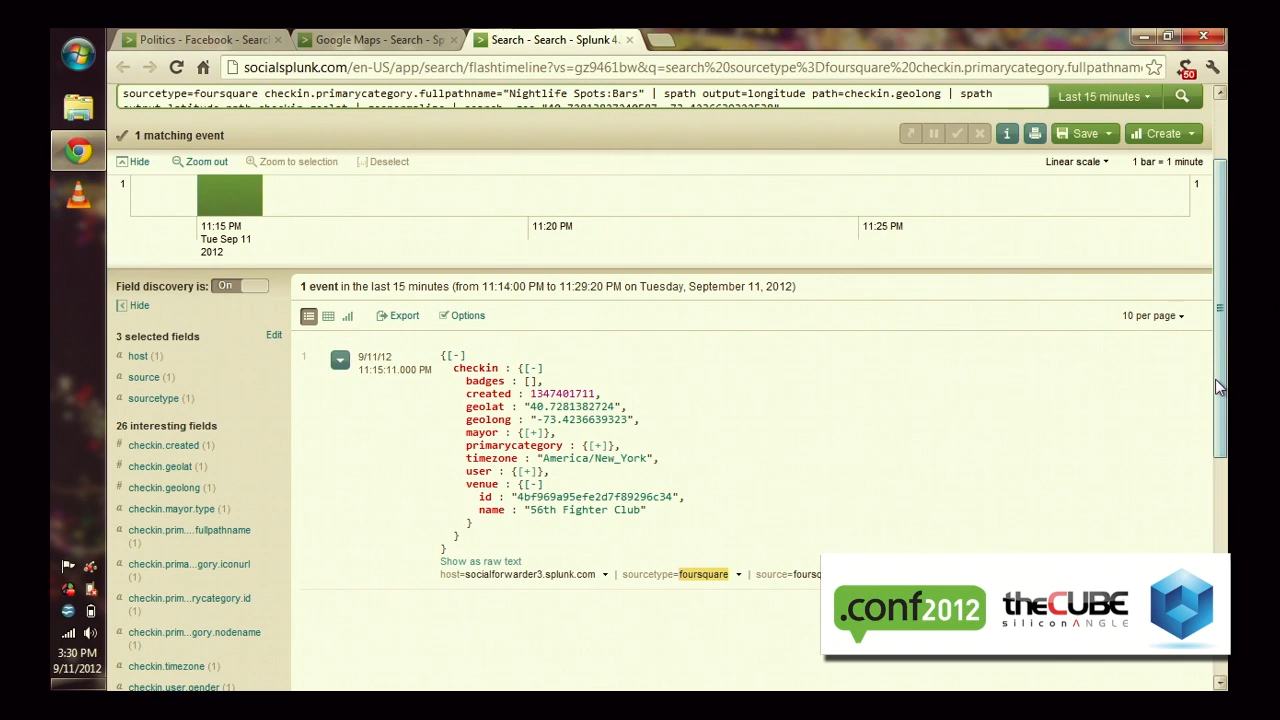 Politics - Facebook - Searc
Google Maps - Search - Sp
Search - Search - Splunk 4.
socialsplunk.com/en-US/app/search/flashtimeline?vs=gz9461bw&q=search%20sourcetype%3Dfoursquare%20checkin.primarycategory.fullpathnam
50
sourcetype=foursquare checkin.primarycategory.fullpathname="Nightlife Spots:Bars" | spath output=longitude path=checkin.geolong | spath
Last 15 minutes
1 matching event
i
Save
Create
Hide
Zoom out
Zoom to selection
Deselect
Linear scale
1 bar = 1 minute
1
1
11:15 PM
Tue Sep 11
2012
11:20 PM
11:25 PM
Field discovery is: On
Hide
1 event in the last 15 minutes (from 11:14:00 PM to 11:29:20 PM on Tuesday, September 11, 2012)
Export
Options
10 per page
3 selected fields
Edit
a host (1)
a source (1)
a sourcetype (1)
26 interesting fields
# checkin.created (1)
# checkin.geolat (1)
# checkin.geolong (1)
a checkin.mayor.type (1)
a checkin.prim....fullpathname
(1)
a checkin.prima...gory.iconurl
(1)
a checkin.prim...rycategory.id
(1)
a checkin.prim...gory.nodename
(1)
a checkin.timezone (1)
a checkin.user.gender (1)
1
9/11/12
11:15:11.000 PM
{[-]
checkin : {[-]
badges : [],
created : 1347401711,
geolat : "40.7281382724",
geolong : "-73.4236639323",
mayor : {[+]},
primarycategory : {[+]},
timezone : "America/New_York",
user : {[+]},
venue : {[-]
id : "4bf969a95efe2d7f89296c34",
name : "56th Fighter Club"
}
}
}
Show as raw text
host=socialforwarder3.splunk.com | sourcetype=foursquare | source=foursq
.conf2012
theCUBE
siliconANGLE
3:30 PM
9/11/2012